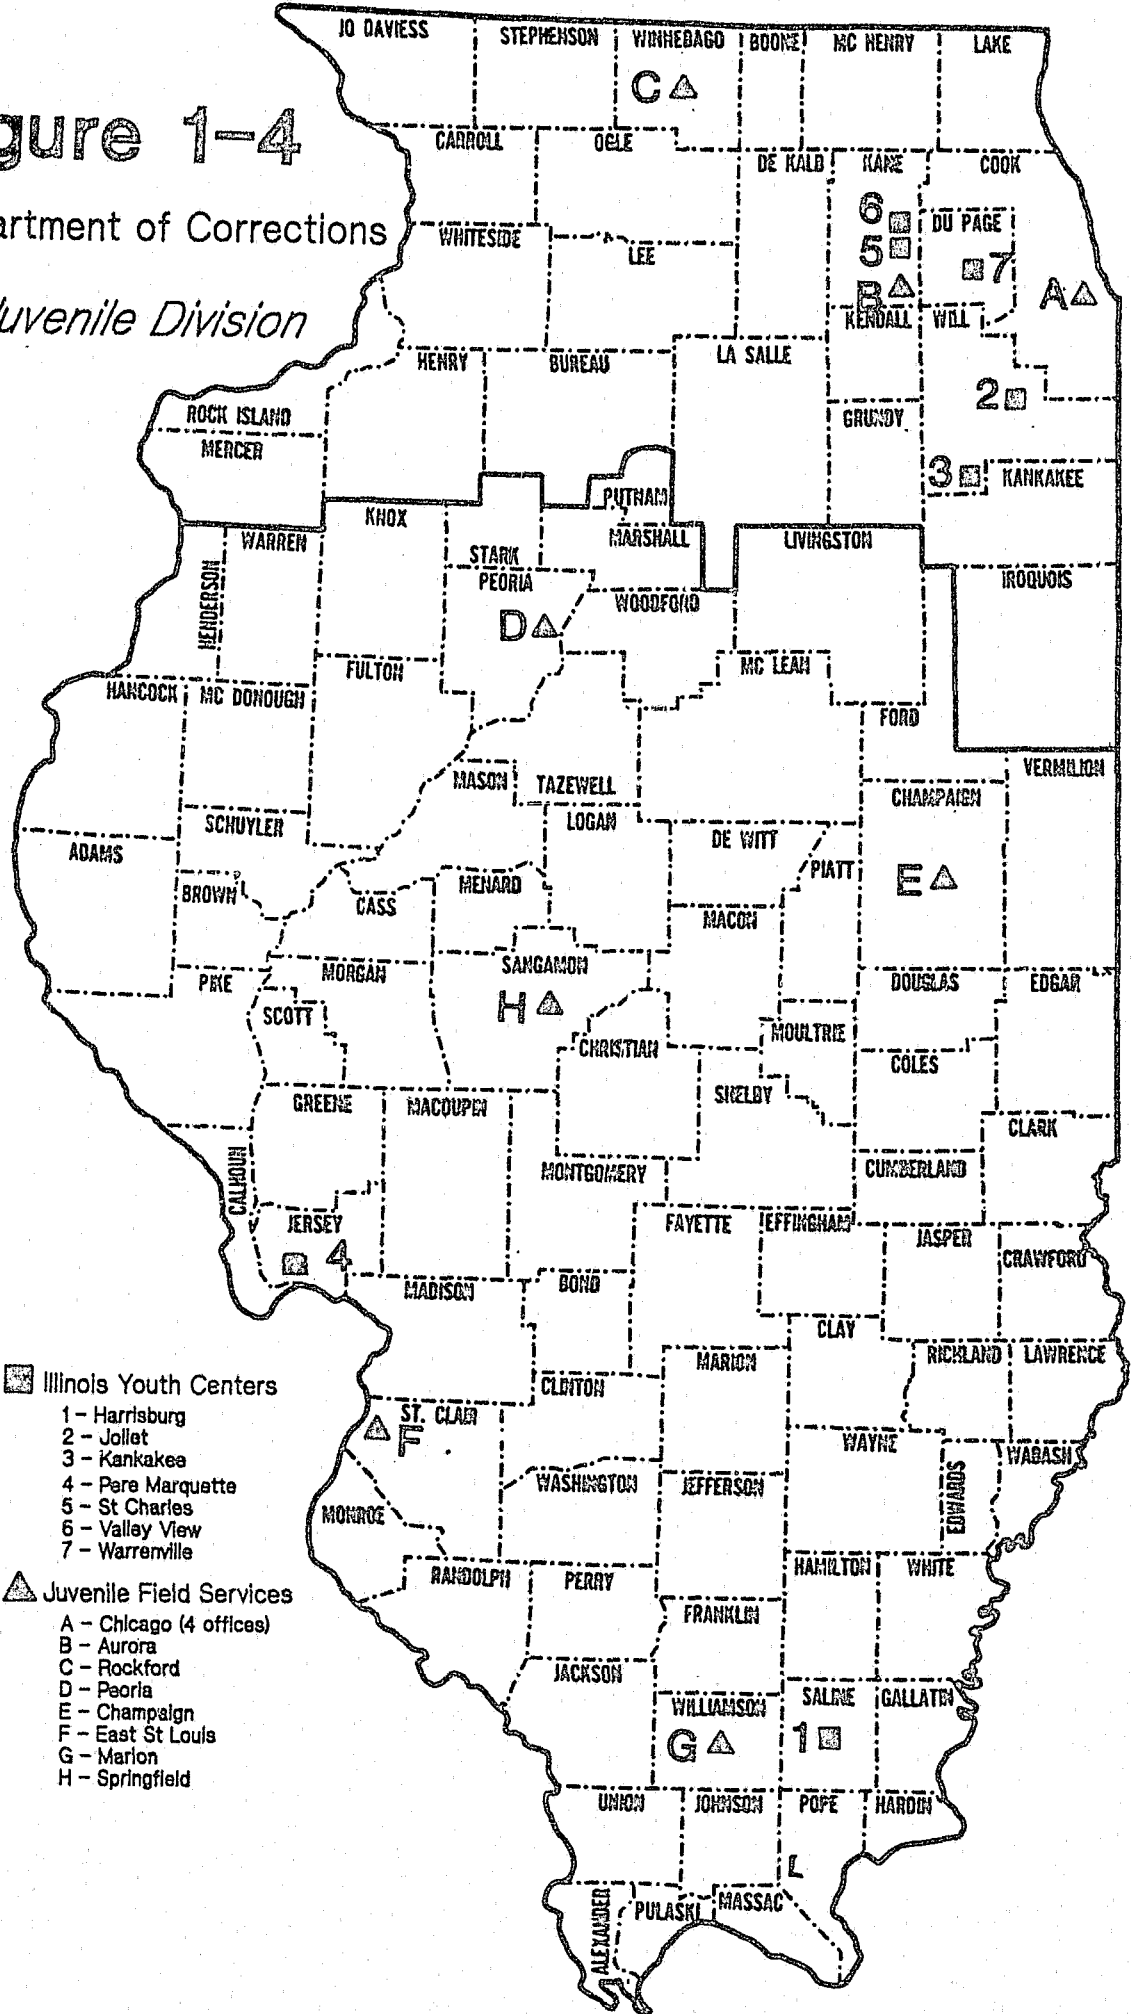 gure 1-4
artment of Corrections
Juvenile Division
JO DAVIESS
STEPHENSON
WINNEBAGO
BOONE
MC HENRY
LAKE
C
CARROLL
OGLE
DE KALB
KANE
COOK
6
DU PAGE
WHITESIDE
LEE
5
7
B
A
KENDALL
WILL
HENRY
BUREAU
LA SALLE
2
ROCK ISLAND
GRUNDY
MERCER
3
KANKAKEE
PUTNAM
KNOX
MARSHALL
LIVINGSTON
WARREN
STARK
HENDERSON
PEORIA
IROQUOIS
WOODFORD
D
FULTON
MC LEAN
HANCOCK
MC DONOUGH
FORD
MASON
TAZEWELL
VERMILION
CHAMPAIGN
SCHUYLER
LOGAN
DE WITT
ADAMS
PIATT
E
BROWN
CASS
MENARD
MACON
SANGAMON
PIKE
MORGAN
DOUGLAS
EDGAR
SCOTT
H
CHRISTIAN
MOULTRIE
COLES
SHELBY
GREENE
MACOUPIN
CLARK
CALHOUN
MONTGOMERY
CUMBERLAND
JERSEY
FAYETTE
EFFINGHAM
JASPER
CRAWFORD
4
MADISON
BOND
CLAY
MARION
RICHLAND
LAWRENCE
CLINTON
ST. CLAIR
F
WAYNE
WABASH
EDWARDS
WASHINGTON
JEFFERSON
MONROE
RANDOLPH
PERRY
HAMILTON
WHITE
FRANKLIN
JACKSON
WILLIAMSON
SALINE
GALLATIN
G
1
UNION
JOHNSON
POPE
HARDIN
L
ALEXANDER
PULASKI
MASSAC
Illinois Youth Centers
1 - Harrisburg
2 - Joliet
3 - Kankakee
4 - Pere Marquette
5 - St Charles
6 - Valley View
7 - Warrenville
Juvenile Field Services
A - Chicago (4 offices)
B - Aurora
C - Rockford
D - Peoria
E - Champaign
F - East St Louis
G - Marion
H - Springfield